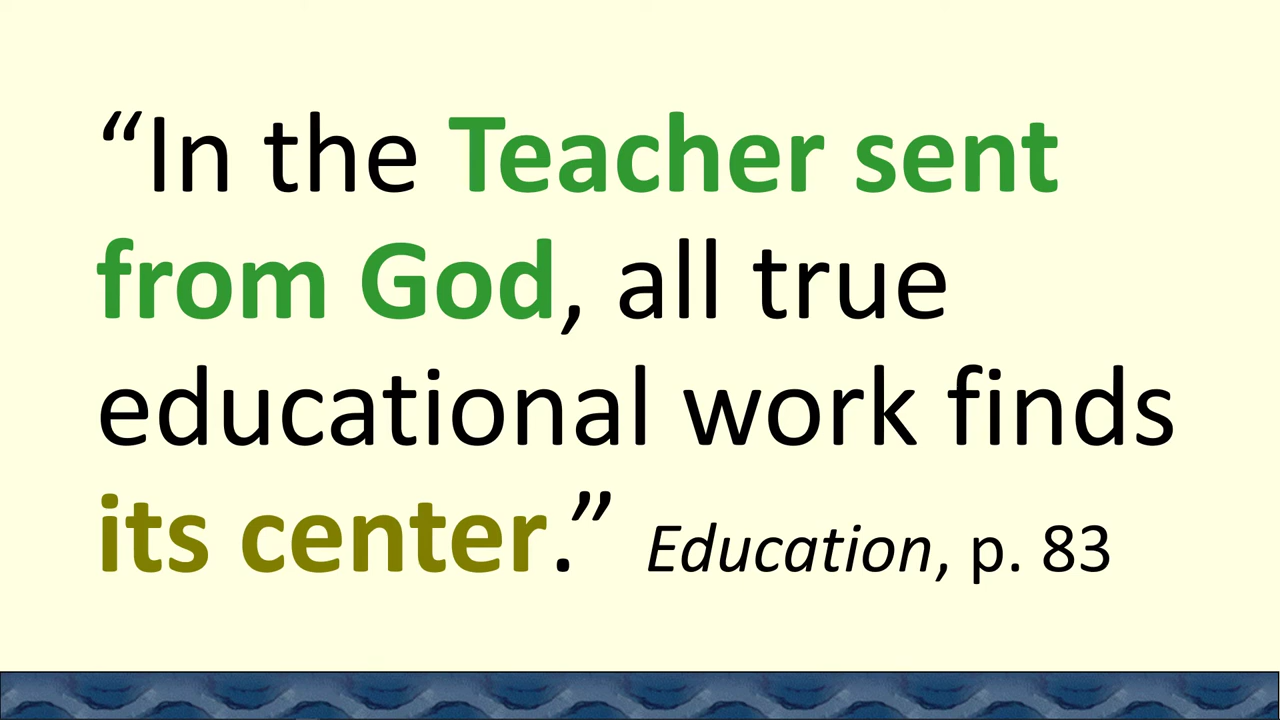 “In the Teacher sent
from God, all true
educational work finds
its center.” Education, p. 83